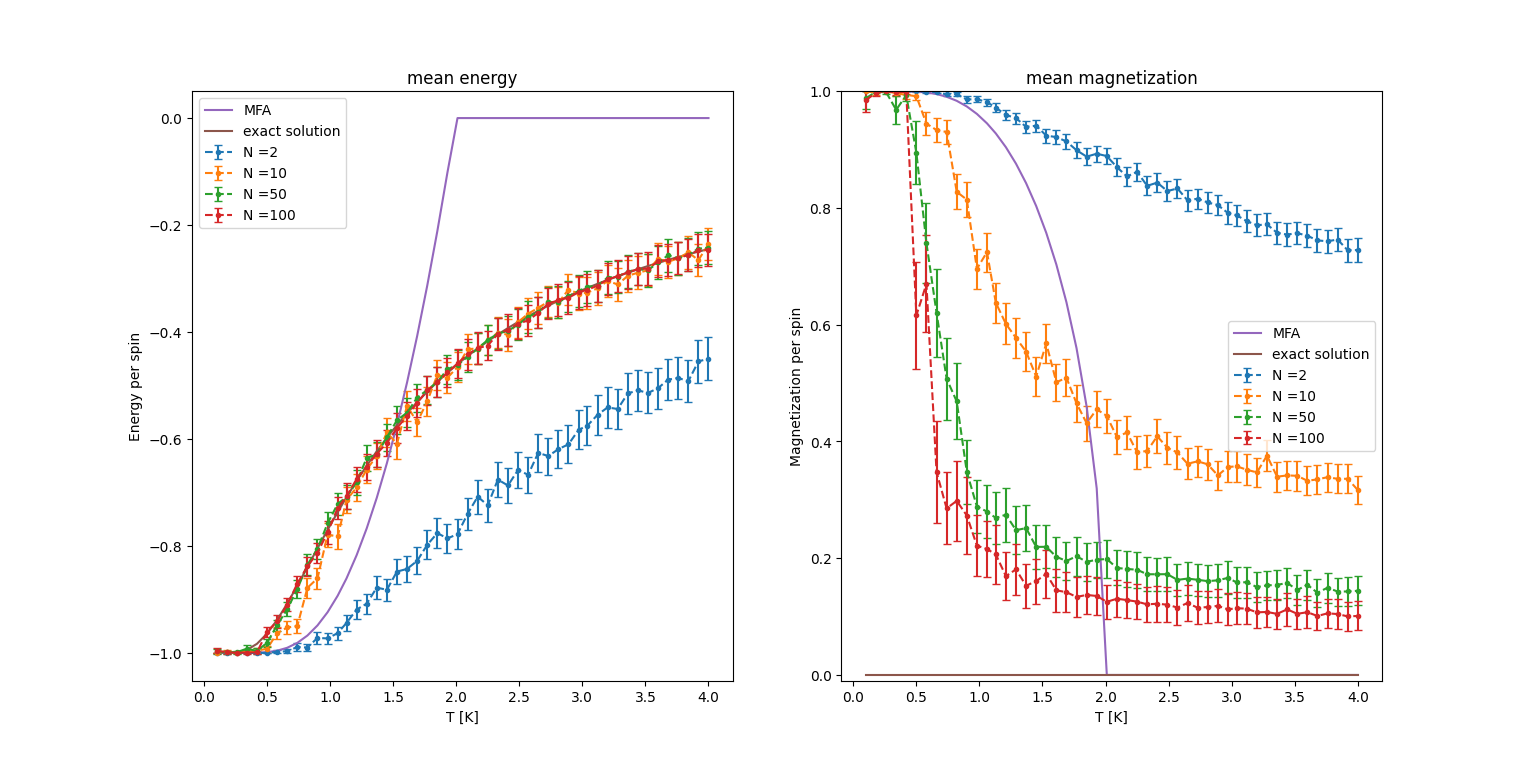 mean energy
MFA
exact solution
N =2
N =10
N =50
N =100
0.0
−0.2
−0.4
−0.6
−0.8
−1.0
Energy per spin
0.0
0.5
1.0
1.5
2.0
2.5
3.0
3.5
4.0
T [K]
mean magnetization
1.0
0.8
0.6
0.4
0.2
0.0
Magnetization per spin
MFA
exact solution
N =2
N =10
N =50
N =100
0.0
0.5
1.0
1.5
2.0
2.5
3.0
3.5
4.0
T [K]